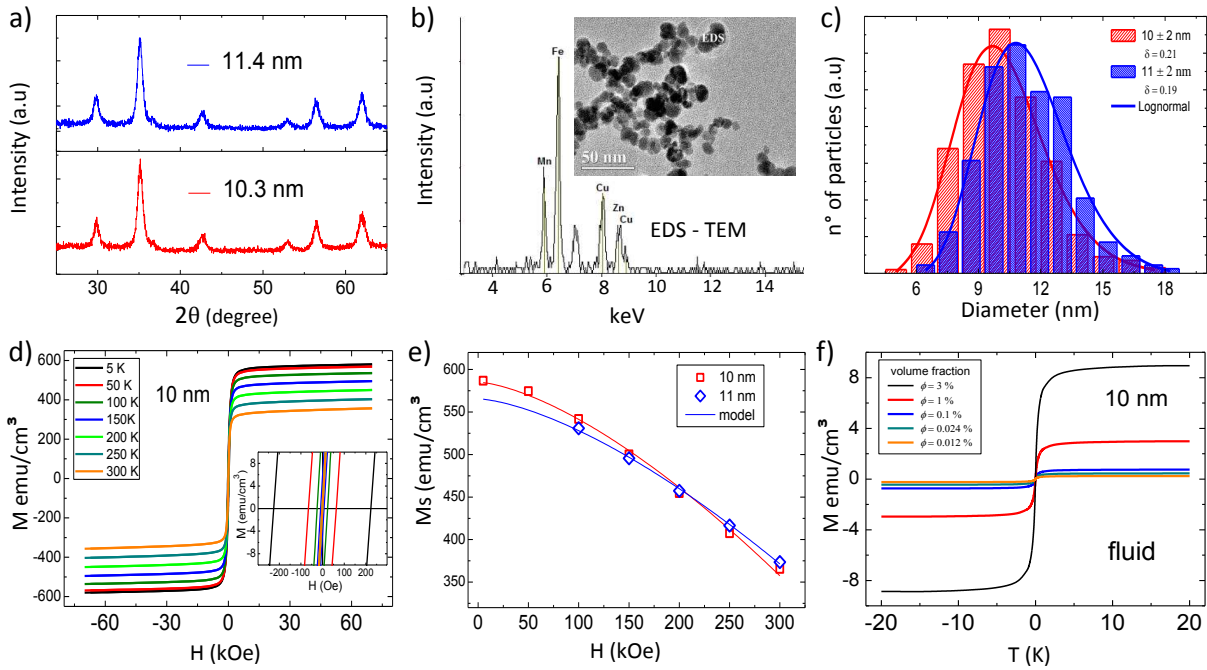 a)
Intensity (a.u)
11.4 nm
10.3 nm
30 40 50 60
2θ (degree)
b)
Intensity (a.u)
Fe
Mn
Cu
Zn
Cu
EDS
50 nm
EDS - TEM
4 6 8 10 12 14
keV
c)
n° of particles (a.u)
10 ± 2 nm
δ = 0.21
11 ± 2 nm
δ = 0.19
Lognormal
6 9 12 15 18
Diameter (nm)
d)
M emu/cm³
600
400
200
0
-200
-400
-600
5 K
50 K
100 K
150K
200 K
250 K
300 K
10 nm
M (emu/cm³)
8
4
0
-4
-8
-200 -100 0 100 200
H (Oe)
-60 -30 0 30 60
H (kOe)
e)
Ms (emu/cm³)
600
550
500
450
400
350
10 nm
11 nm
model
0 50 100 150 200 250 300
H (kOe)
f)
M emu/cm³
8
4
0
-4
-8
volume fraction
ϕ = 3 %
ϕ = 1 %
ϕ = 0.1 %
ϕ = 0.024 %
ϕ = 0.012 %
10 nm
fluid
-20 -10 0 10 20
T (K)